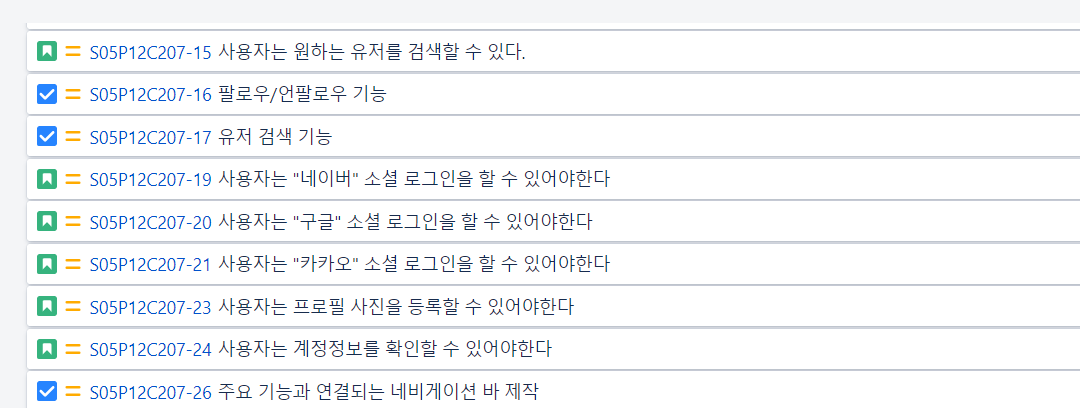 S05P12C207-15 사용자는 원하는 유저를 검색할 수 있다.
S05P12C207-16 팔로우/언팔로우 기능
S05P12C207-17 유저 검색 기능
S05P12C207-19 사용자는 "네이버" 소셜 로그인을 할 수 있어야한다
S05P12C207-20 사용자는 "구글" 소셜 로그인을 할 수 있어야한다
S05P12C207-21 사용자는 "카카오" 소셜 로그인을 할 수 있어야한다
S05P12C207-23 사용자는 프로필 사진을 등록할 수 있어야한다
S05P12C207-24 사용자는 계정정보를 확인할 수 있어야한다
S05P12C207-26 주요 기능과 연결되는 네비게이션 바 제작